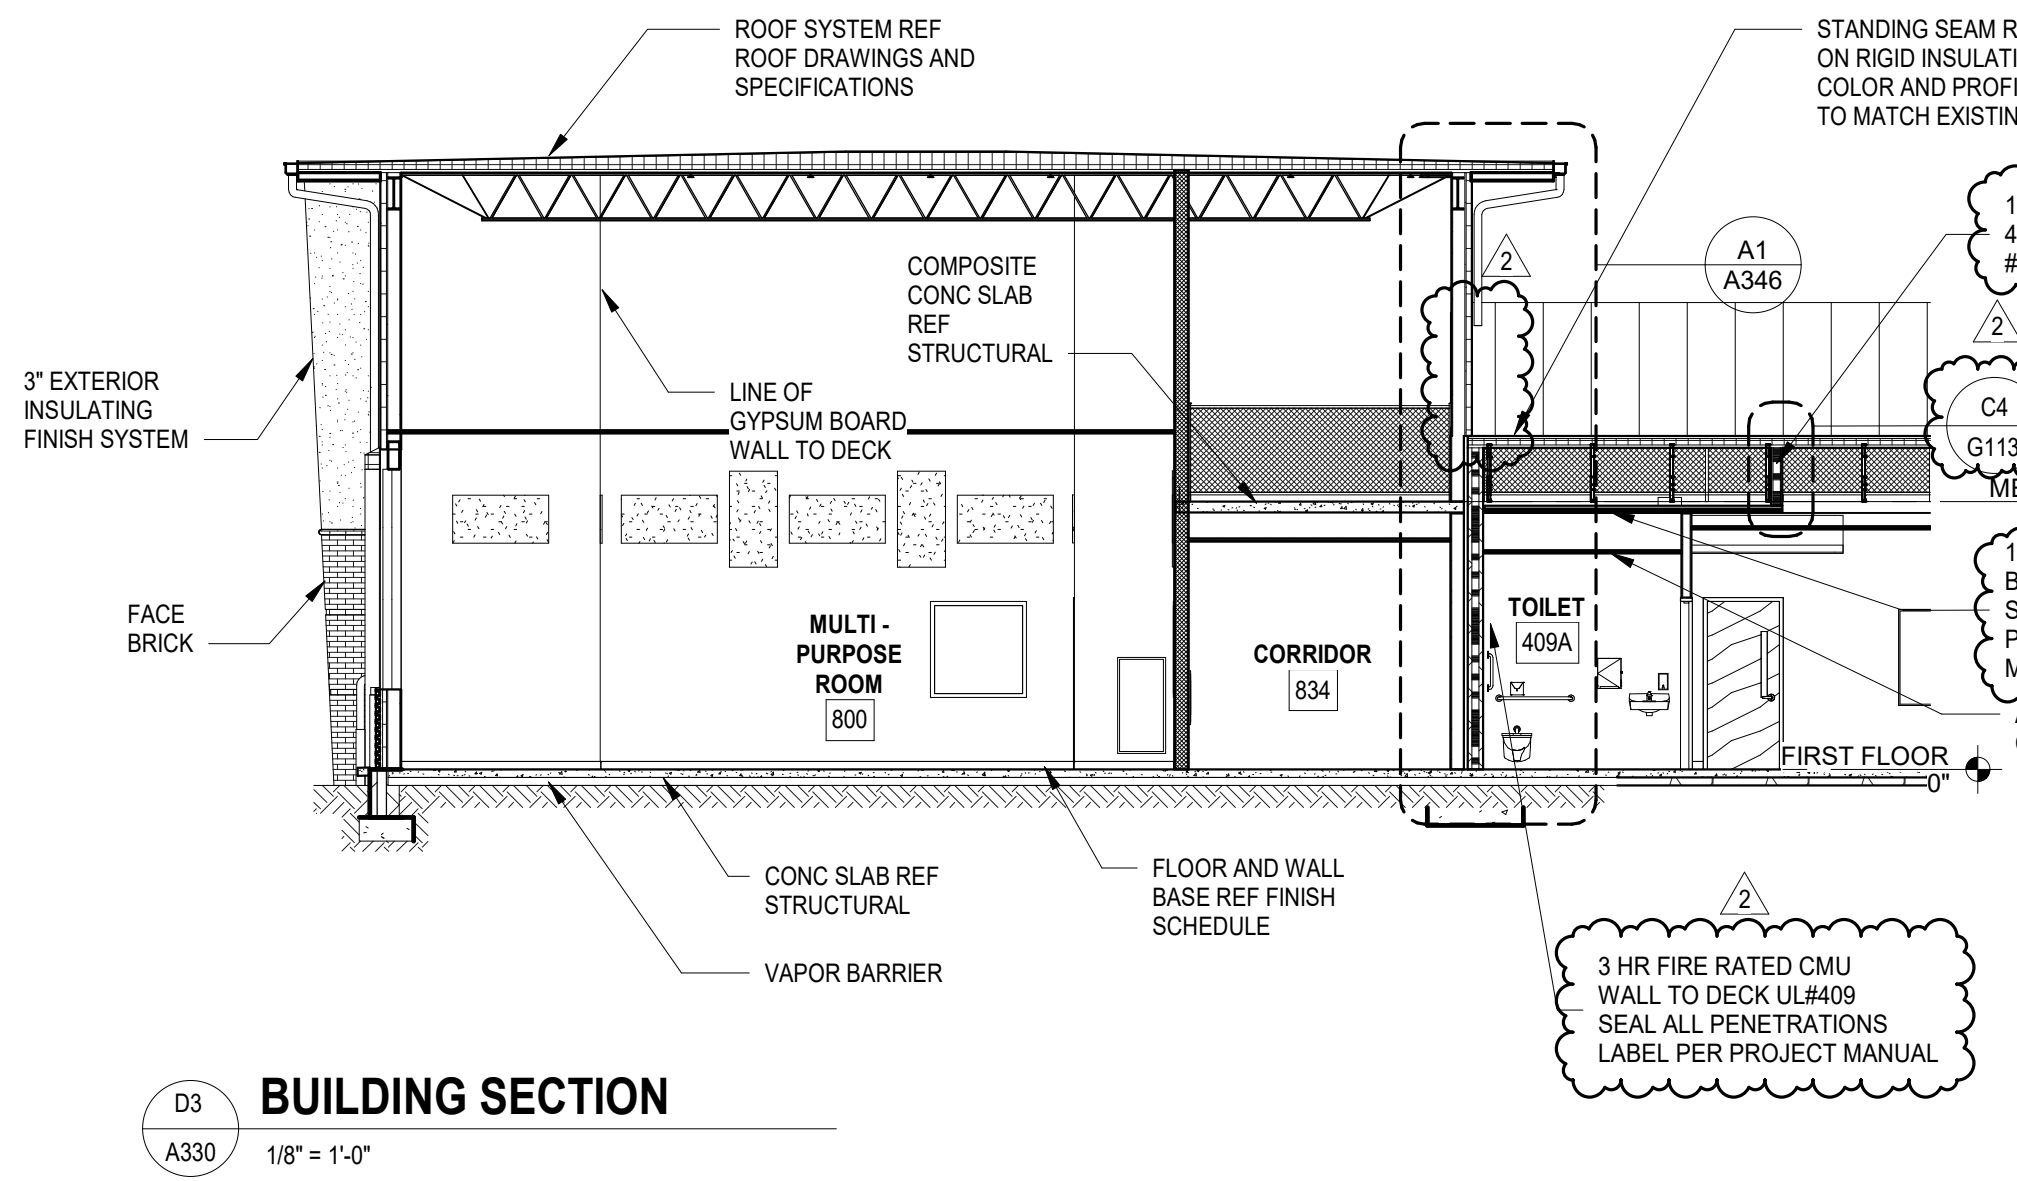 ROOF SYSTEM REF
ROOF DRAWINGS AND
SPECIFICATIONS
STANDING SEAM R
ON RIGID INSULATI
COLOR AND PROFI
TO MATCH EXISTIN
1
4
#
2
2
A1
A346
COMPOSITE
CONC SLAB
REF
STRUCTURAL
3" EXTERIOR
INSULATING
FINISH SYSTEM
LINE OF
GYPSUM BOARD
WALL TO DECK
C4
G113
ME
1
B
S
P
M
FACE
BRICK
MULTI -
PURPOSE
ROOM
800
CORRIDOR
834
TOILET
409A
FIRST FLOOR
0"
CONC SLAB REF
STRUCTURAL
VAPOR BARRIER
FLOOR AND WALL
BASE REF FINISH
SCHEDULE
2
3 HR FIRE RATED CMU
WALL TO DECK UL#409
SEAL ALL PENETRATIONS
LABEL PER PROJECT MANUAL
D3
A330
BUILDING SECTION
1/8" = 1'-0"